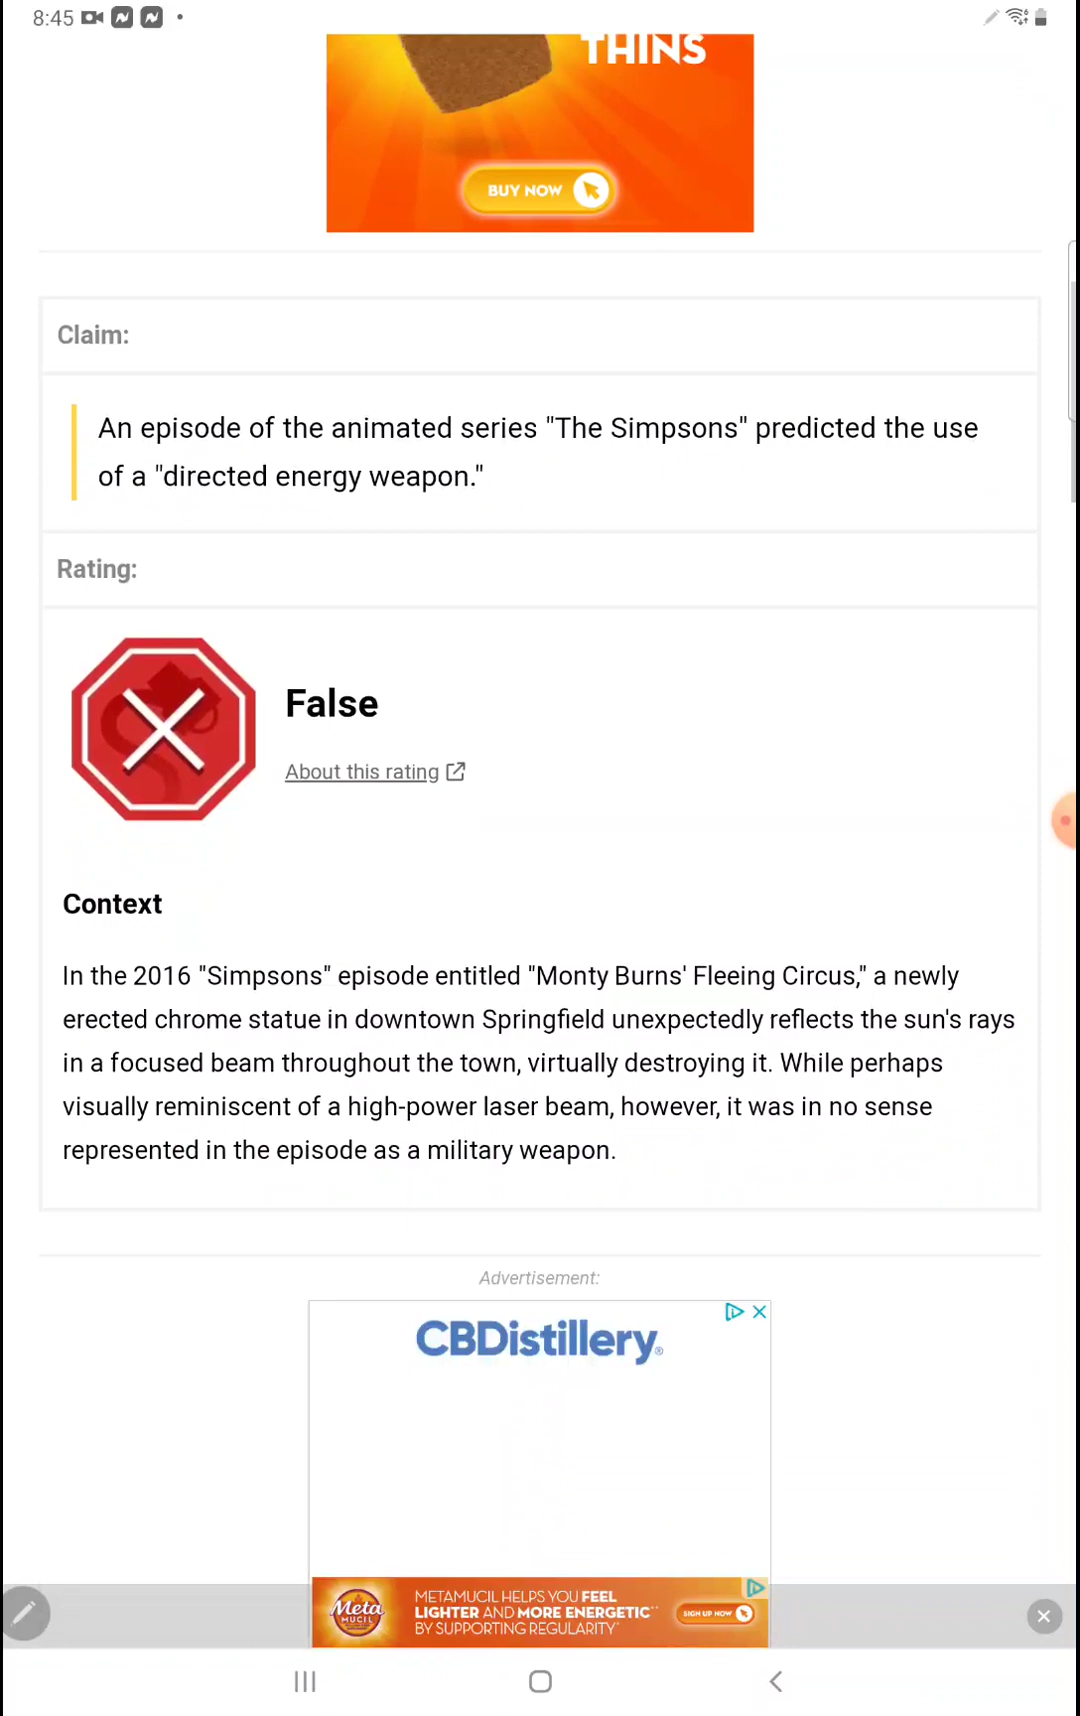 8:45
THINS
BUY NOW
Claim:
An episode of the animated series "The Simpsons" predicted the use
of a "directed energy weapon."
Rating:
False
About this rating
Context
In the 2016 "Simpsons" episode entitled "Monty Burns' Fleeing Circus," a newly
erected chrome statue in downtown Springfield unexpectedly reflects the sun's rays
in a focused beam throughout the town, virtually destroying it. While perhaps
visually reminiscent of a high-power laser beam, however, it was in no sense
represented in the episode as a military weapon.
Advertisement:
CBDistillery®
Meta
MUCIL
METAMUCIL HELPS YOU FEEL
LIGHTER AND MORE ENERGETIC**
BY SUPPORTING REGULARITY*
SIGN UP NOW